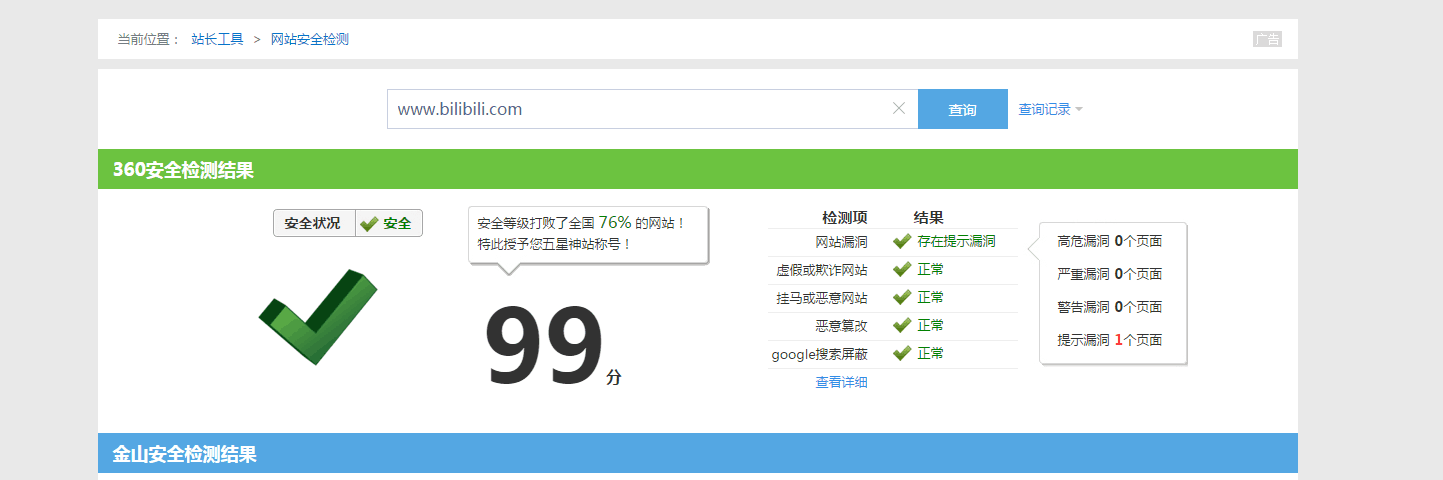 当前位置： 站长工具 > 网站安全检测
广告
www.bilibili.com
查询
查询记录
360安全检测结果
安全状况 安全
安全等级打败了全国 76% 的网站！
特此授予您五星神站称号！
99分
检测项 结果
网站漏洞 存在提示漏洞
虚假或欺诈网站 正常
挂马或恶意网站 正常
恶意篡改 正常
google搜索屏蔽 正常
查看详细
高危漏洞 0个页面
严重漏洞 0个页面
警告漏洞 0个页面
提示漏洞 1个页面
金山安全检测结果